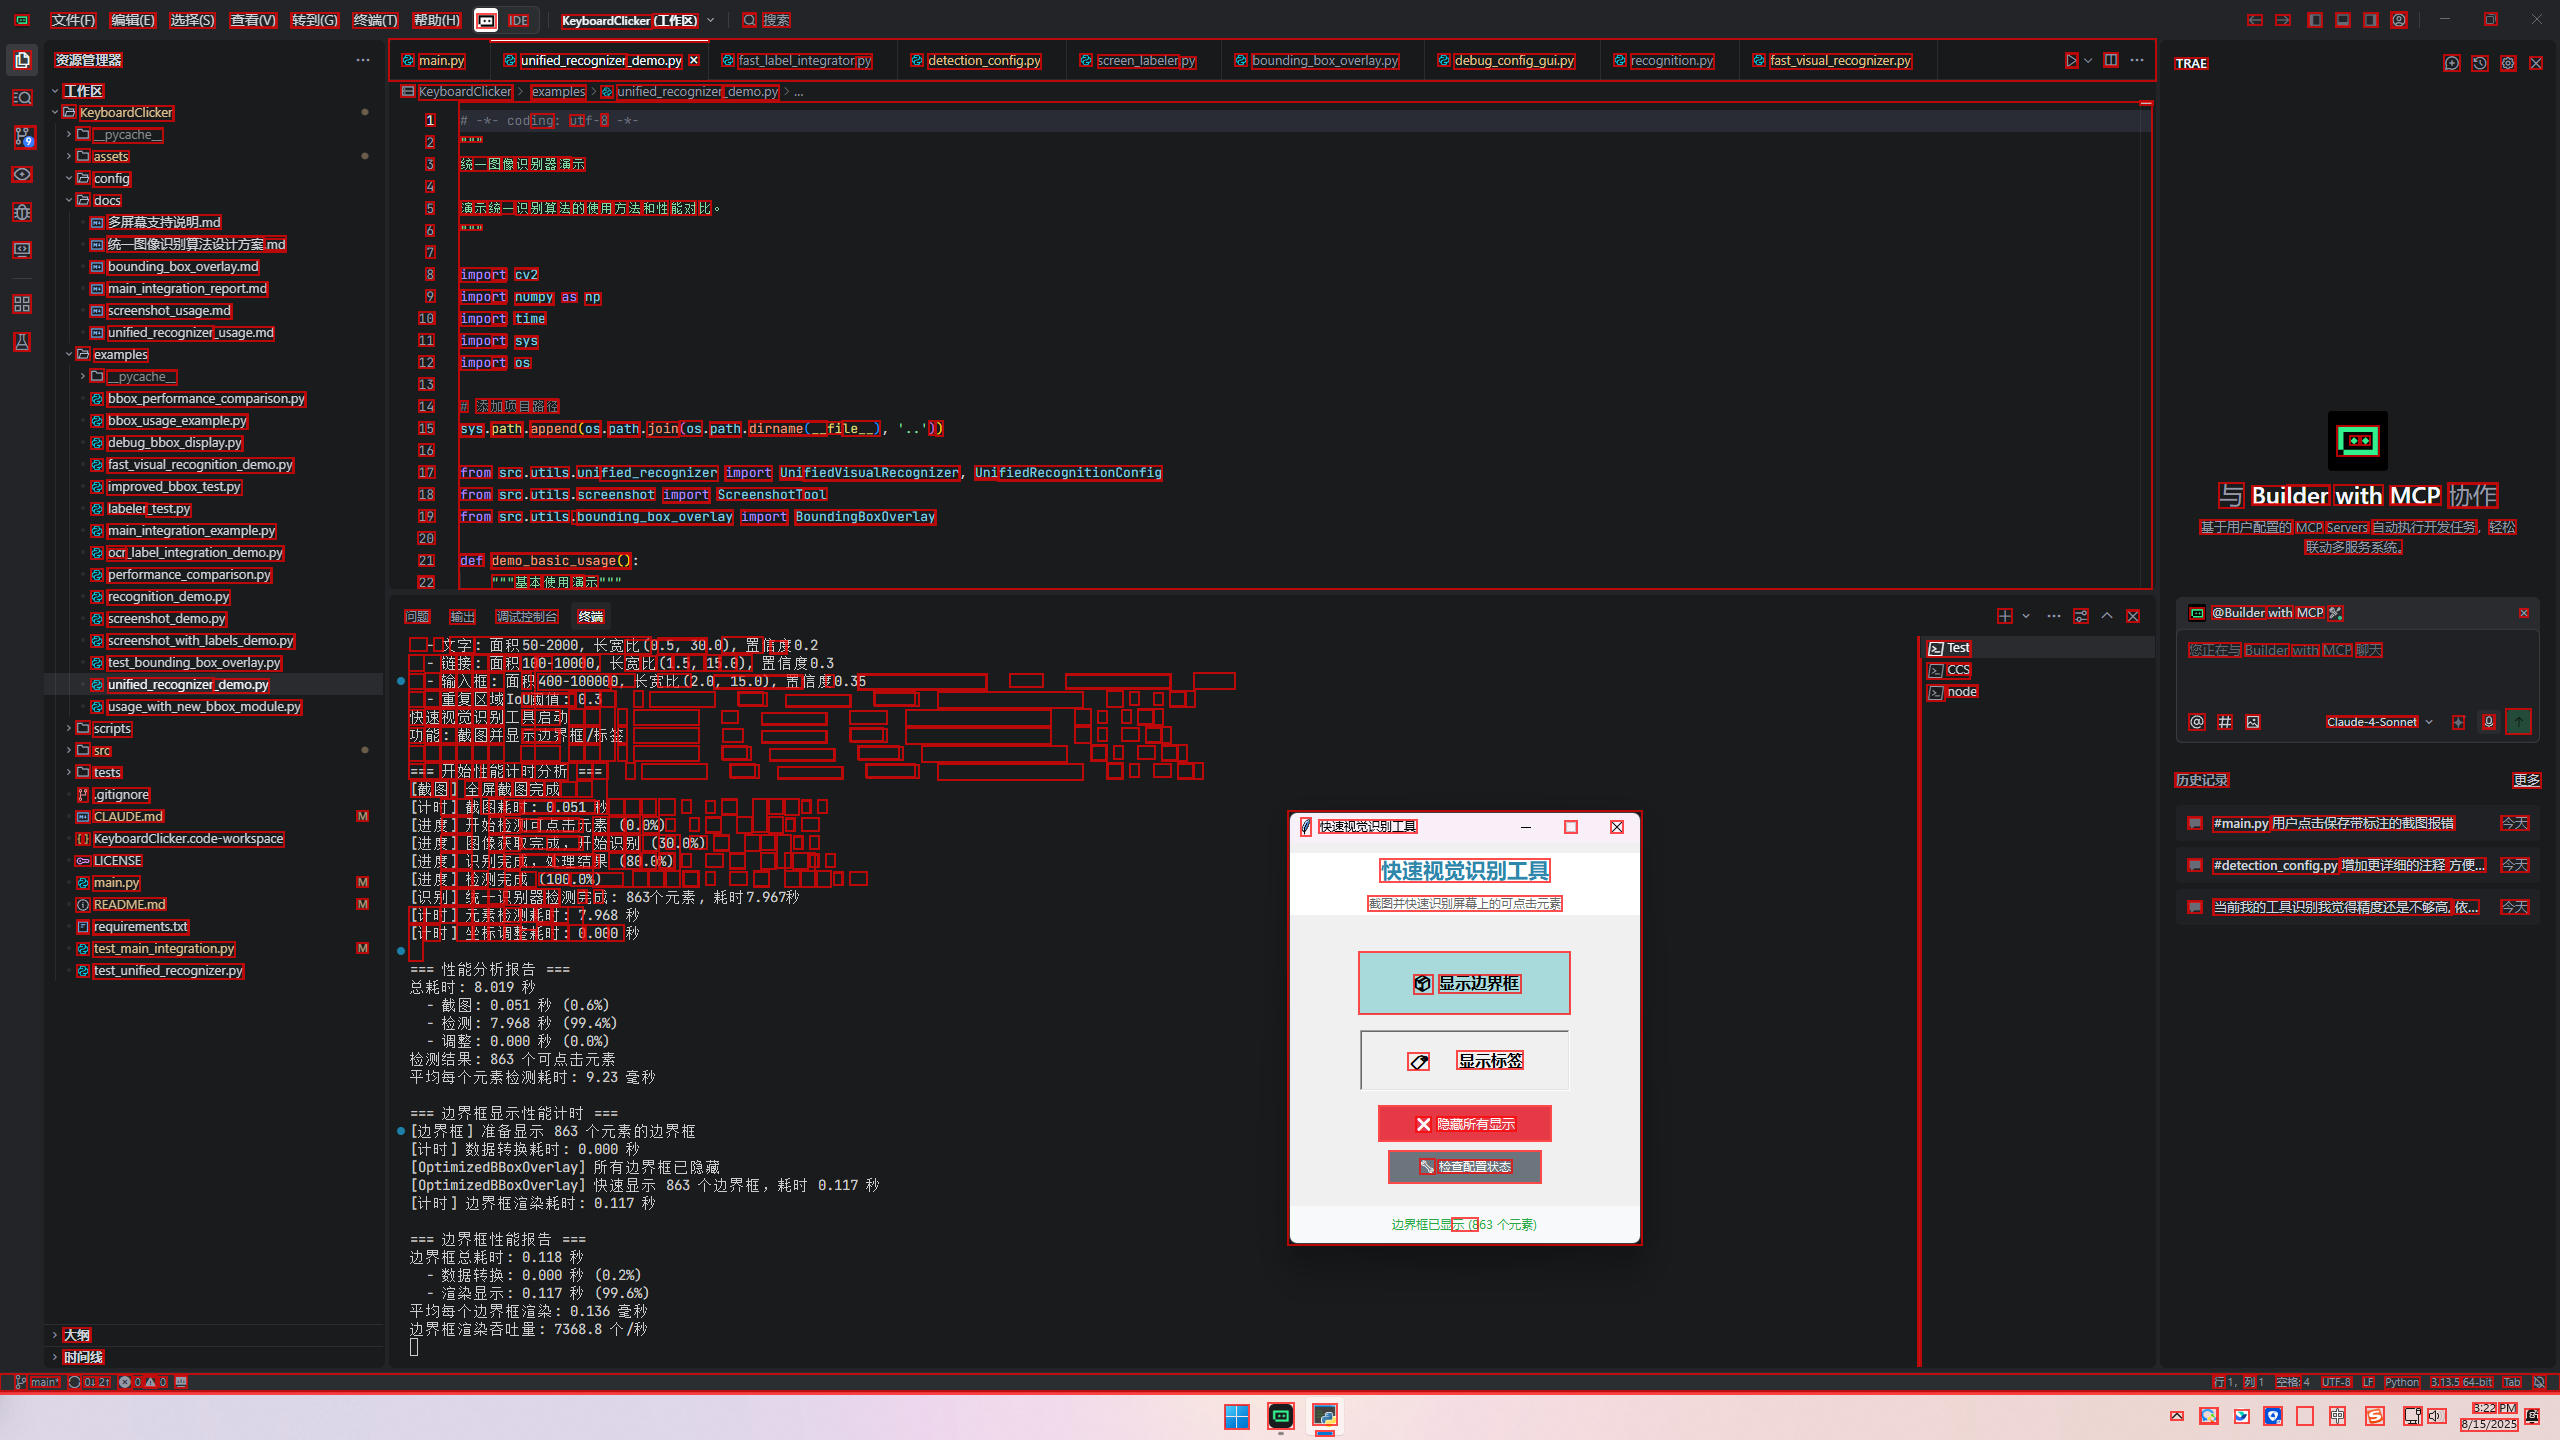 文件(F) 编辑(E) 选择(S) 查看(V) 转到(G) 终端(T) 帮助(H) IDE KeyboardClicker (工作区) 搜索
资源管理器
工作区
KeyboardClicker
__pycache__
assets
config
docs
多屏幕支持说明.md
统一图像识别算法设计方案.md
bounding_box_overlay.md
main_integration_report.md
screenshot_usage.md
unified_recognizer_usage.md
examples
__pycache__
bbox_performance_comparison.py
bbox_usage_example.py
debug_bbox_display.py
fast_visual_recognition_demo.py
improved_bbox_test.py
labeler_test.py
main_integration_example.py
ocr_label_integration_demo.py
performance_comparison.py
recognition_demo.py
screenshot_demo.py
screenshot_with_labels_demo.py
test_bounding_box_overlay.py
unified_recognizer_demo.py
usage_with_new_bbox_module.py
scripts
src
tests
.gitignore
CLAUDE.md M
KeyboardClicker.code-workspace
LICENSE
main.py M
README.md M
requirements.txt
test_main_integration.py M
test_unified_recognizer.py
大纲
时间线
main.py unified_recognizer_demo.py fast_label_integrator.py detection_config.py screen_labeler.py bounding_box_overlay.py debug_config_gui.py recognition.py fast_visual_recognizer.py
KeyboardClicker > examples > unified_recognizer_demo.py > ...
1 # -*- coding: utf-8 -*-
2 """
3 统一图像识别器演示
4
5 演示统一识别算法的使用方法和性能对比。
6 """
7
8 import cv2
9 import numpy as np
10 import time
11 import sys
12 import os
13
14 # 添加项目路径
15 sys.path.append(os.path.join(os.path.dirname(__file__), '..'))
16
17 from src.utils.unified_recognizer import UnifiedVisualRecognizer, UnifiedRecognitionConfig
18 from src.utils.screenshot import ScreenshotTool
19 from src.utils.bounding_box_overlay import BoundingBoxOverlay
20
21 def demo_basic_usage():
22 """基本使用演示"""
问题 输出 调试控制台 终端
- 文字: 面积50-2000, 长宽比(0.5, 30.0), 置信度0.2
- 链接: 面积100-10000, 长宽比(1.5, 15.0), 置信度0.3
- 输入框: 面积400-100000, 长宽比(2.0, 15.0), 置信度0.35
- 重复区域IoU阈值: 0.3
快速视觉识别工具启动
功能: 截图并显示边界框/标签
=== 开始性能计时分析 ===
[截图] 全屏截图完成
[计时] 截图耗时: 0.051 秒
[进度] 开始检测可点击元素 (0.0%)
[进度] 图像获取完成，开始识别 (30.0%)
[进度] 识别完成，处理结果 (80.0%)
[进度] 检测完成 (100.0%)
[识别] 统一识别器检测完成: 863个元素, 耗时7.967秒
[计时] 元素检测耗时: 7.968 秒
[计时] 坐标调整耗时: 0.000 秒
=== 性能分析报告 ===
总耗时: 8.019 秒
- 截图: 0.051 秒 (0.6%)
- 检测: 7.968 秒 (99.4%)
- 调整: 0.000 秒 (0.0%)
检测结果: 863 个可点击元素
平均每个元素检测耗时: 9.23 毫秒
=== 边界框显示性能计时 ===
[边界框] 准备显示 863 个元素的边界框
[计时] 数据转换耗时: 0.000 秒
[OptimizedBBoxOverlay] 所有边界框已隐藏
[OptimizedBBoxOverlay] 快速显示 863 个边界框，耗时 0.117 秒
[计时] 边界框渲染耗时: 0.117 秒
=== 边界框性能报告 ===
边界框总耗时: 0.118 秒
- 数据转换: 0.000 秒 (0.2%)
- 渲染显示: 0.117 秒 (99.6%)
平均每个边界框渲染: 0.136 毫秒
边界框渲染吞吐量: 7368.8 个/秒
Test
CCS
node
快速视觉识别工具
快速视觉识别工具
截图并快速识别屏幕上的可点击元素
显示边界框
显示标签
隐藏所有显示
检查配置状态
边界框已显示 (863 个元素)
TRAE
与 Builder with MCP 协作
基于用户配置的 MCP Servers 自动执行开发任务，轻松
联动多服务系统。
@Builder with MCP
您正在与 Builder with MCP 聊天
@ # Claude-4-Sonnet
历史记录 更多
#main.py 用户点击保存带标注的截图报错 今天
#detection_config.py 增加更详细的注释 方便... 今天
当前我的工具识别我觉得精度还是不够高, 依... 今天
main* 0↓ 2↑ 0 0
行 1，列 1 空格: 4 UTF-8 LF Python 3.13.5 64-bit Tab
中
3:22 PM
8/15/2025